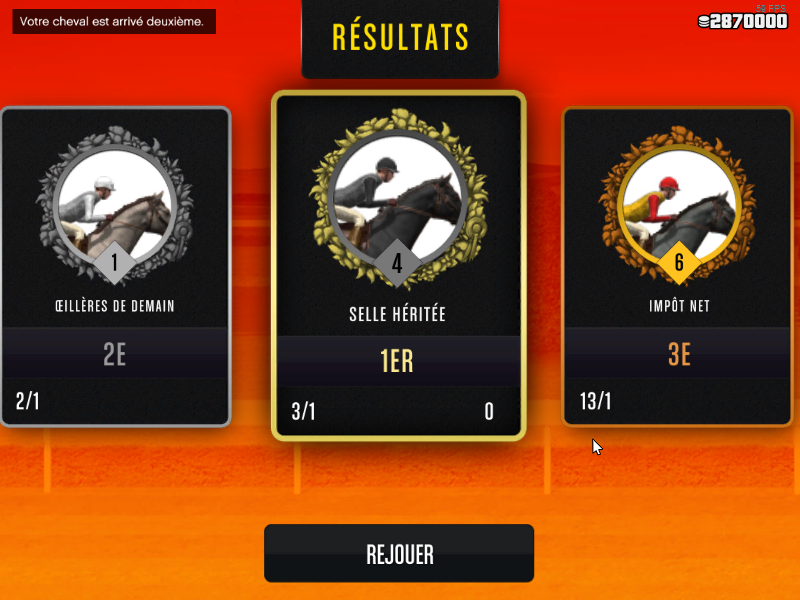 Votre cheval est arrivé deuxième.
RÉSULTATS
2870000
1
ŒILLÈRES DE DEMAIN
2E
2/1
4
SELLE HÉRITÉE
1ER
3/1 0
6
IMPÔT NET
3E
13/1
REJOUER